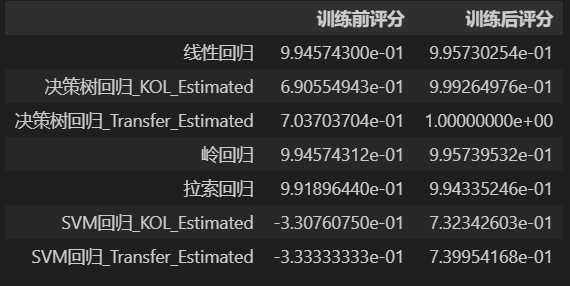 训练前评分 训练后评分
线性回归 9.94574300e-01 9.95730254e-01
决策树回归_KOL_Estimated 6.90554943e-01 9.99264976e-01
决策树回归_Transfer_Estimated 7.03703704e-01 1.00000000e+00
岭回归 9.94574312e-01 9.95739532e-01
拉索回归 9.91896440e-01 9.94335246e-01
SVM回归_KOL_Estimated -3.30760750e-01 7.32342603e-01
SVM回归_Transfer_Estimated -3.33333333e-01 7.39954168e-01